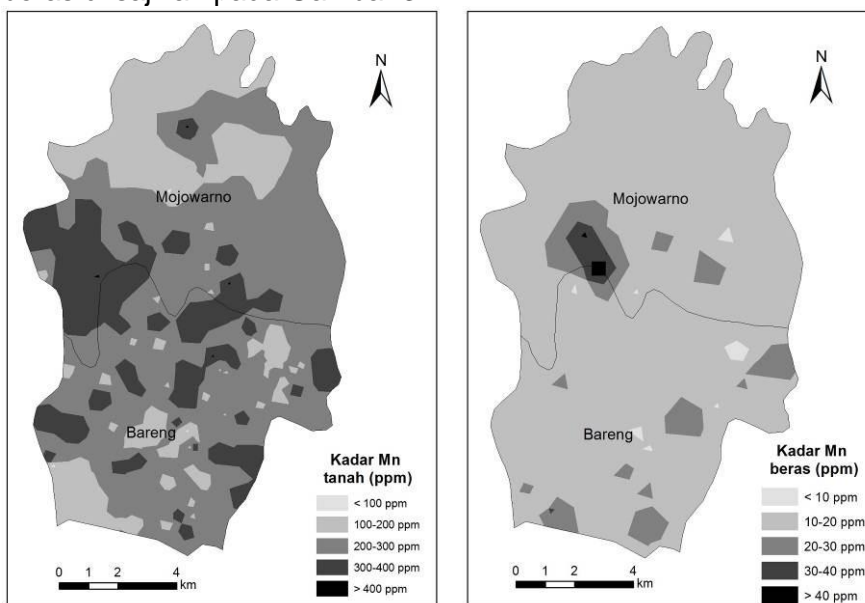 N
Mojowarno
Bareng
Kadar Mn
tanah (ppm)
< 100 ppm
100-200 ppm
200-300 ppm
300-400 ppm
> 400 ppm
0 1 2 4
km
N
Mojowarno
Bareng
Kadar Mn
beras (ppm)
< 10 ppm
10-20 ppm
20-30 ppm
30-40 ppm
> 40 ppm
0 1 2 4
km